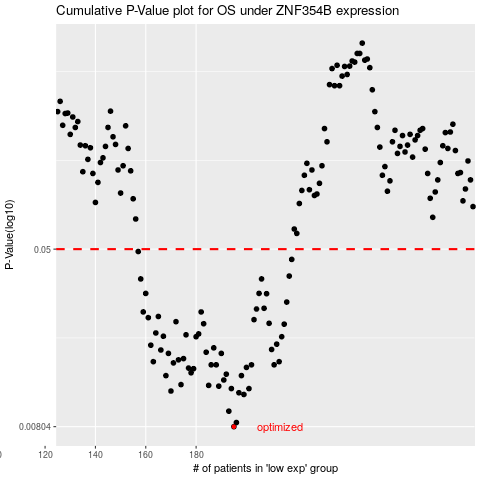 Cumulative P-Value plot for OS under ZNF354B expression
P-Value(log10)
0.05
0.00804
optimized
0 120 140 160 180
# of patients in 'low exp' group